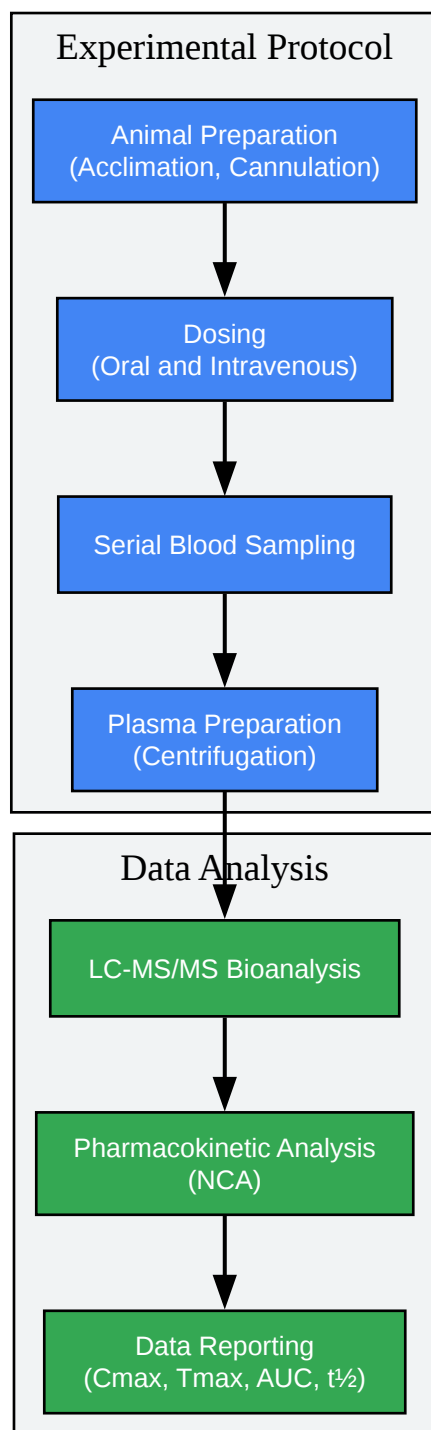 Experimental Protocol
Animal Preparation
(Acclimation, Cannulation)
Dosing
(Oral and Intravenous)
Serial Blood Sampling
Plasma Preparation
(Centrifugation)
Data Analysis
LC-MS/MS Bioanalysis
Pharmacokinetic Analysis
(NCA)
Data Reporting
(Cmax, Tmax, AUC, t½)